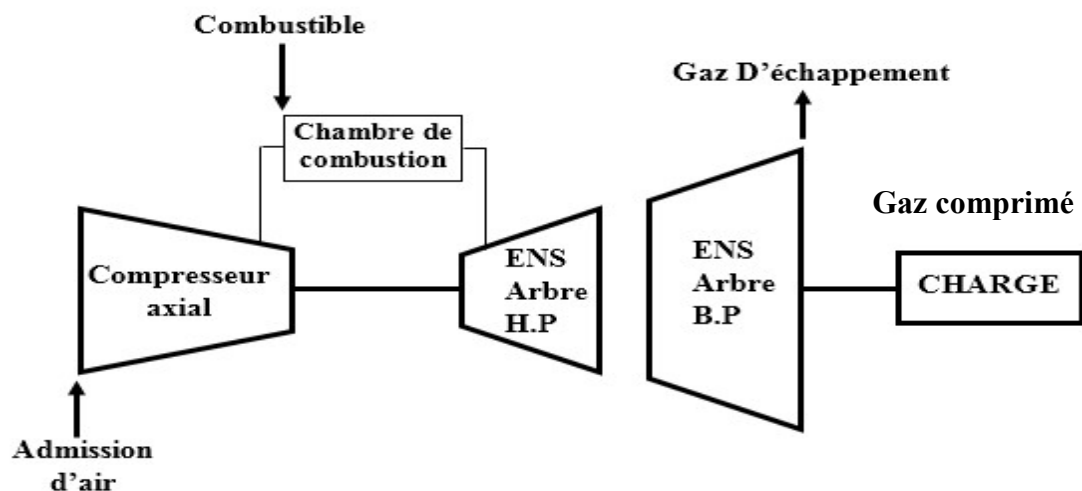 Combustible
Gaz D’échappement
Chambre de
combustion
Gaz comprimé
Compresseur
axial
ENS
Arbre
H.P
ENS
Arbre
B.P
CHARGE
Admission
d’air